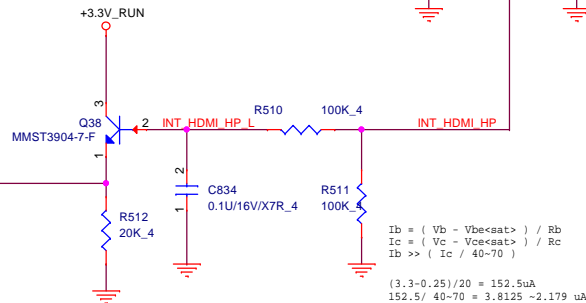 +3.3V_RUN
3
Q38
MMST3904-7-F
2
1
INT_HDMI_HP_L
R510
100K_4
INT_HDMI_HP
2
1
C834
0.1U/16V/X7R_4
R511
100K_4
R512
20K_4
Ib = ( Vb - Vbe<sat> ) / Rb
Ic = ( Vc - Vce<sat> ) / Rc
Ib >> ( Ic / 40~70 )
(3.3-0.25)/20 = 152.5uA
152.5/ 40~70 = 3.8125 ~2.179 uA